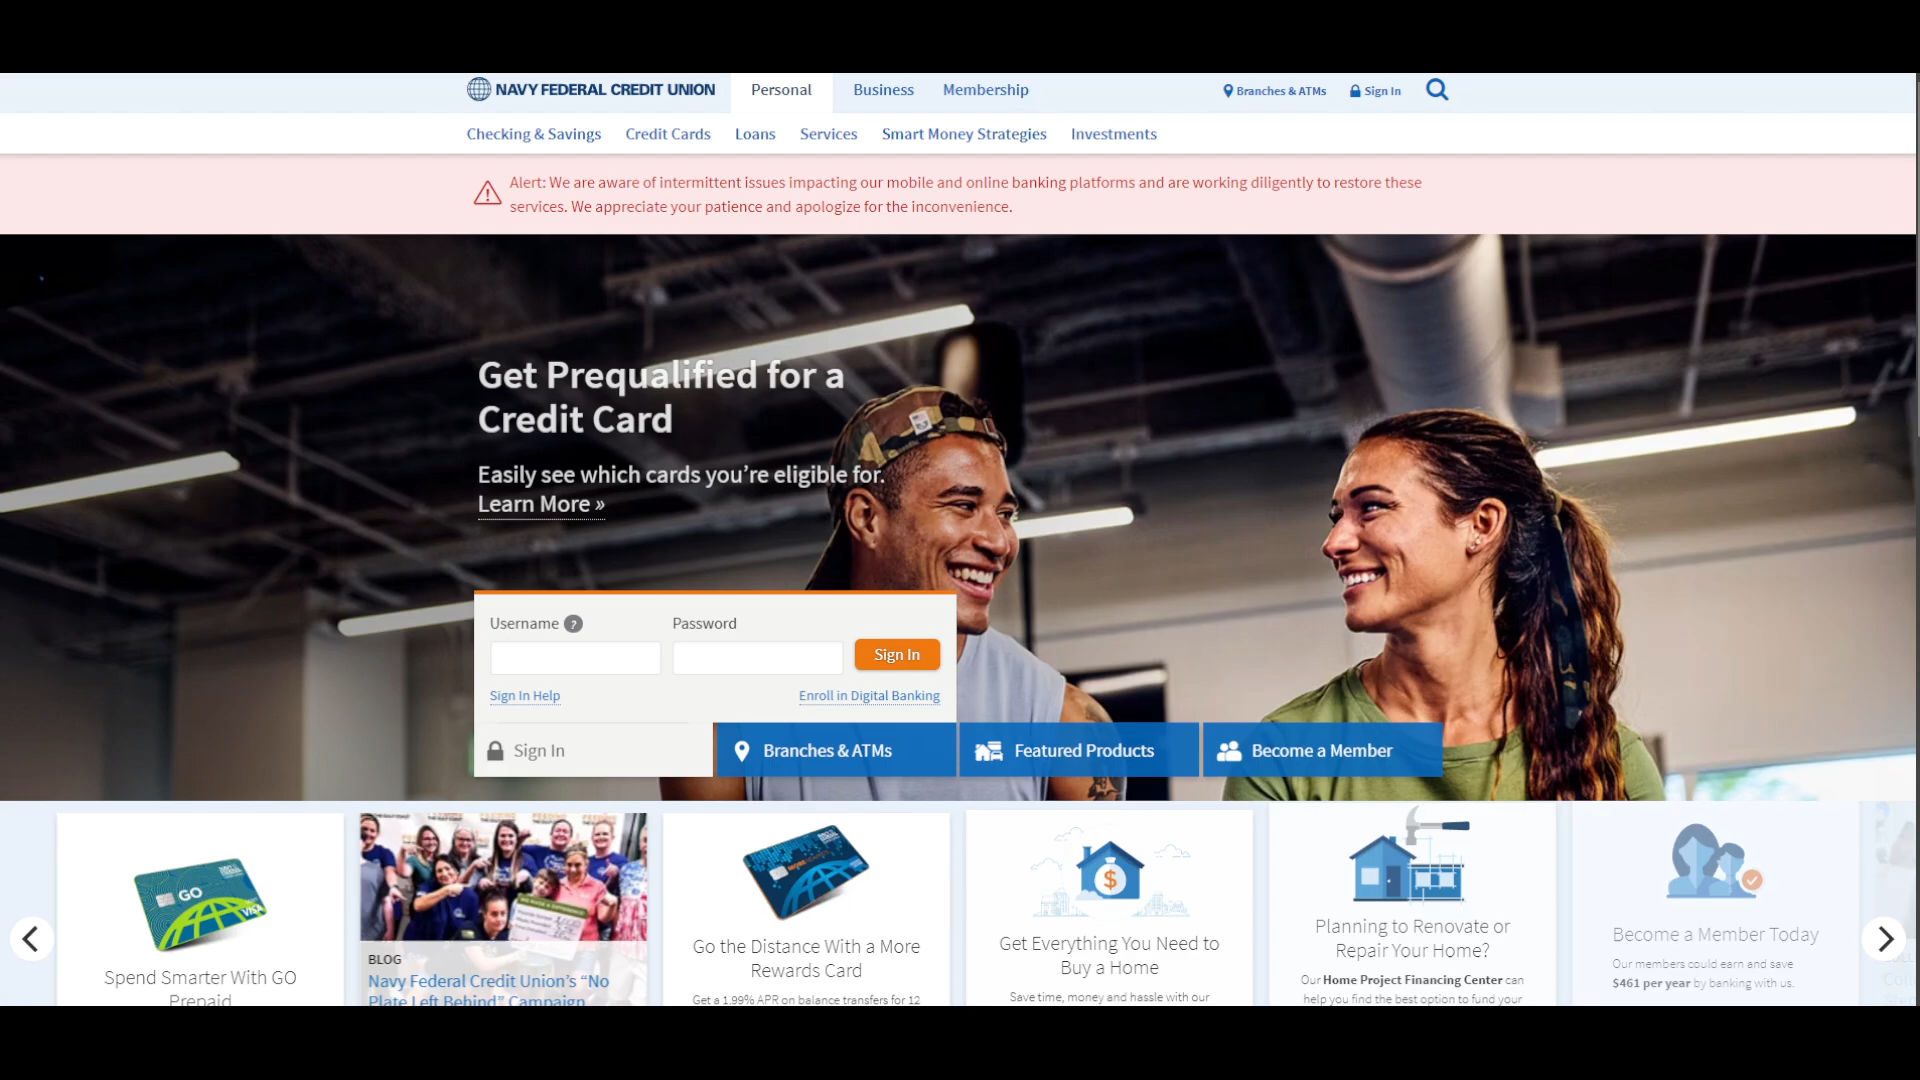 NAVY FEDERAL CREDIT UNION
Personal
Business
Membership
Branches & ATMs
Sign In
Checking & Savings
Credit Cards
Loans
Services
Smart Money Strategies
Investments
Alert: We are aware of intermittent issues impacting our mobile and online banking platforms and are working diligently to restore these
services. We appreciate your patience and apologize for the inconvenience.
Get Prequalified for a
Credit Card
Easily see which cards you’re eligible for.
Learn More »
Username ?
Password
Sign In
Sign In Help
Enroll in Digital Banking
Sign In
Branches & ATMs
Featured Products
Become a Member
GO
VISA
Spend Smarter With GO
Prepaid
BLOG
Navy Federal Credit Union’s “No
Plate Left Behind” Campaign
Go the Distance With a More
Rewards Card
Get a 1.99% APR on balance transfers for 12
$
Get Everything You Need to
Buy a Home
Save time, money and hassle with our
Planning to Renovate or
Repair Your Home?
Our Home Project Financing Center can
help you find the best option to fund your
Become a Member Today
Our members could earn and save
$461 per year by banking with us.